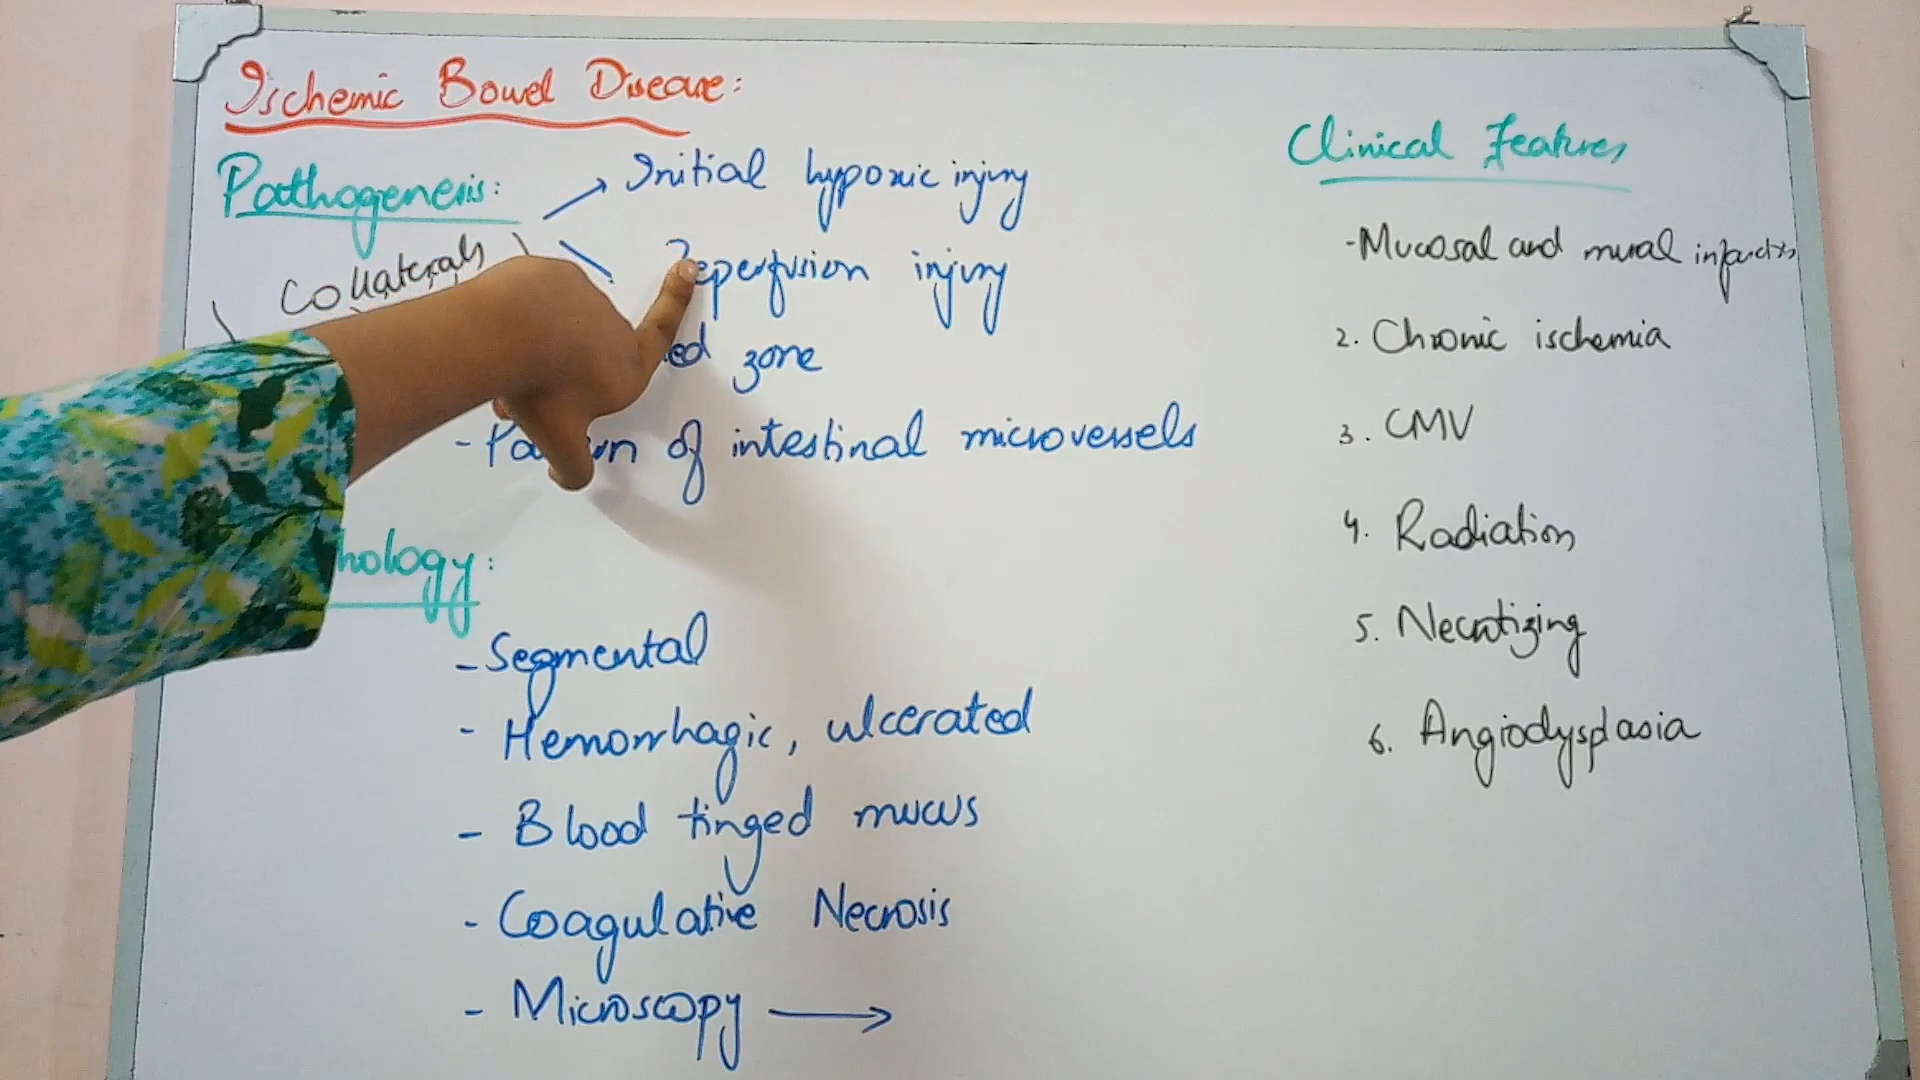 Ischemic Bowel Disease:
Pathogenesis:
Initial hypoxic injury
Collaterals
Reperfusion injury
zone
- of intestinal microvessels
hology:
- Segmental
- Hemorrhagic, ulcerated
- Blood tinged mucus
- Coagulative Necrosis
- Microscopy →
Clinical Features
- Mucosal and mural infarctis
2. Chronic ischemia
3. CMV
4. Radiation
5. Necrotizing
6. Angiodysplasia